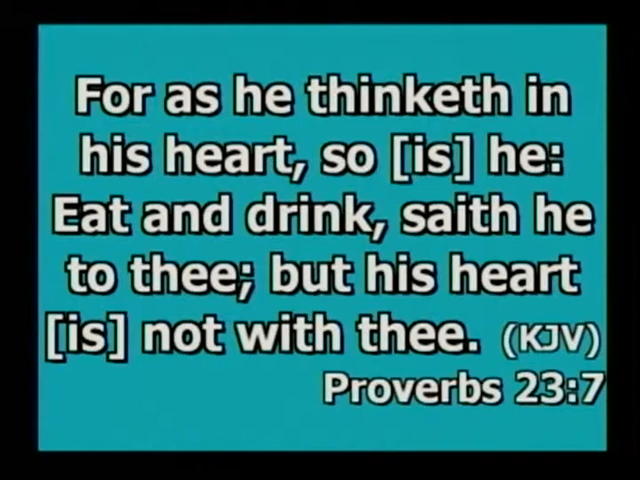 For as he thinketh in
his heart, so [is] he:
Eat and drink, saith he
to thee; but his heart
[is] not with thee. (KJV)
Proverbs 23:7